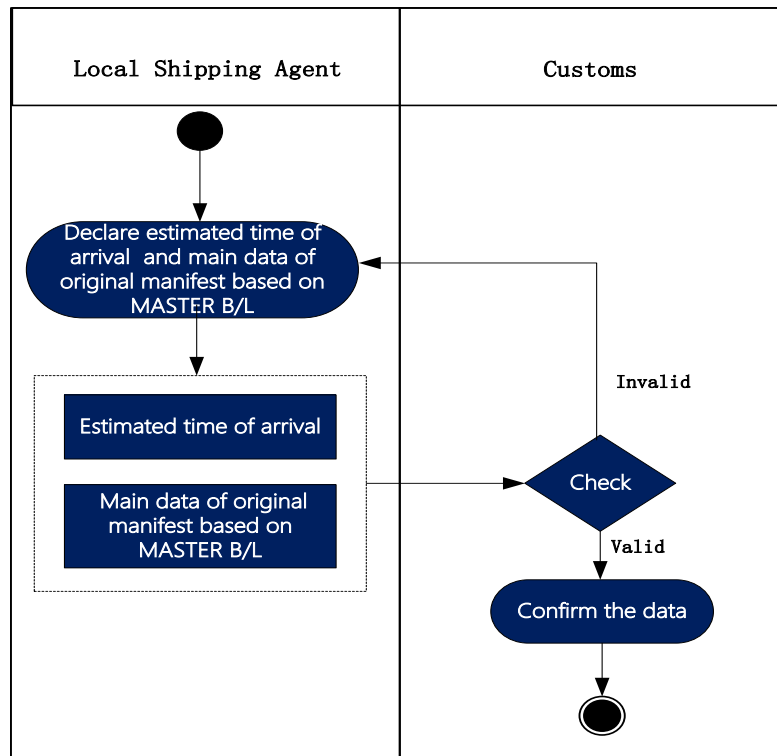 Local Shipping Agent
Customs
Declare estimated time of
arrival and main data of
original manifest based on
MASTER B/L
Estimated time of arrival
Main data of original
manifest based on
MASTER B/L
Invalid
Check
Valid
Confirm the data